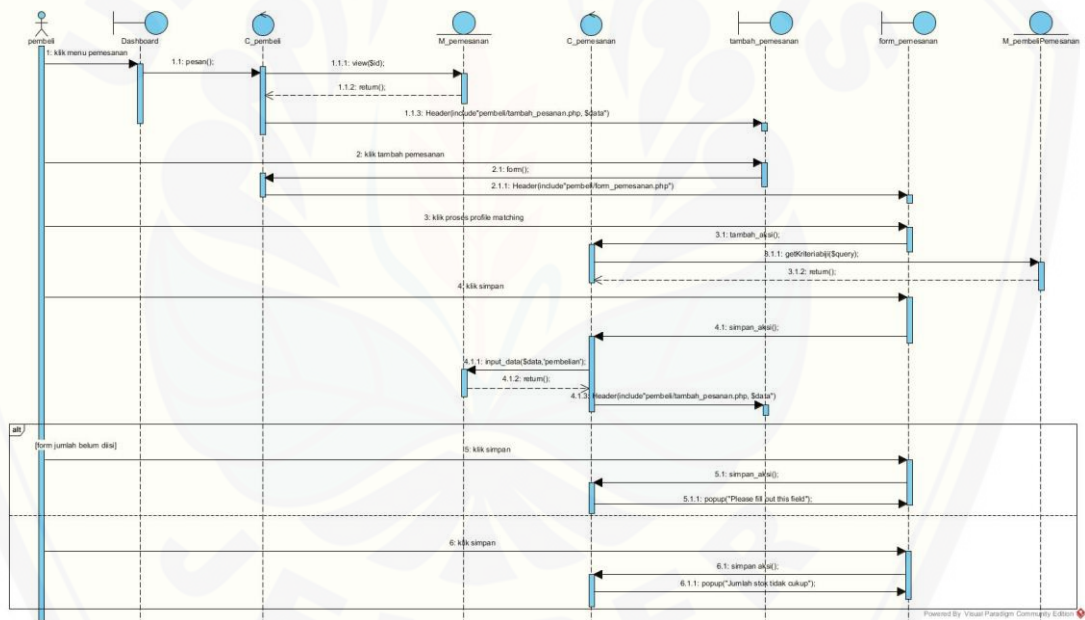 pembeli
Dashboard
C_pembeli
M_pemesanan
C_pemesanan
tambah_pemesanan
form_pemesanan
M_pembeliPemesanan
1: klik menu pemesanan
1.1: pesan();
1.1.1: view($id);
1.1.2: return();
1.1.3: Header(include"pembeli/tambah_pesanan.php, $data")
2: klik tambah pemesanan
2.1: form();
2.1.1: Header(include"pembeli/form_pemesanan.php")
3: klik proses profile matching
3.1: tambah_aksi();
3.1.1: getKriteriabiji($query);
3.1.2: return();
4: klik simpan
4.1: simpan_aksi();
4.1.1: input_data($data,'pembelian');
4.1.2: return();
4.1.3: Header(include"pembeli/tambah_pesanan.php, $data")
alt
[form jumlah belum diisi]
5: klik simpan
5.1: simpan_aksi();
5.1.1: popup("Please fill out this field");
6: klik simpan
6.1: simpan aksi();
6.1.1: popup("Jumlah stok tidak cukup");
Powered By Visual Paradigm Community Edition